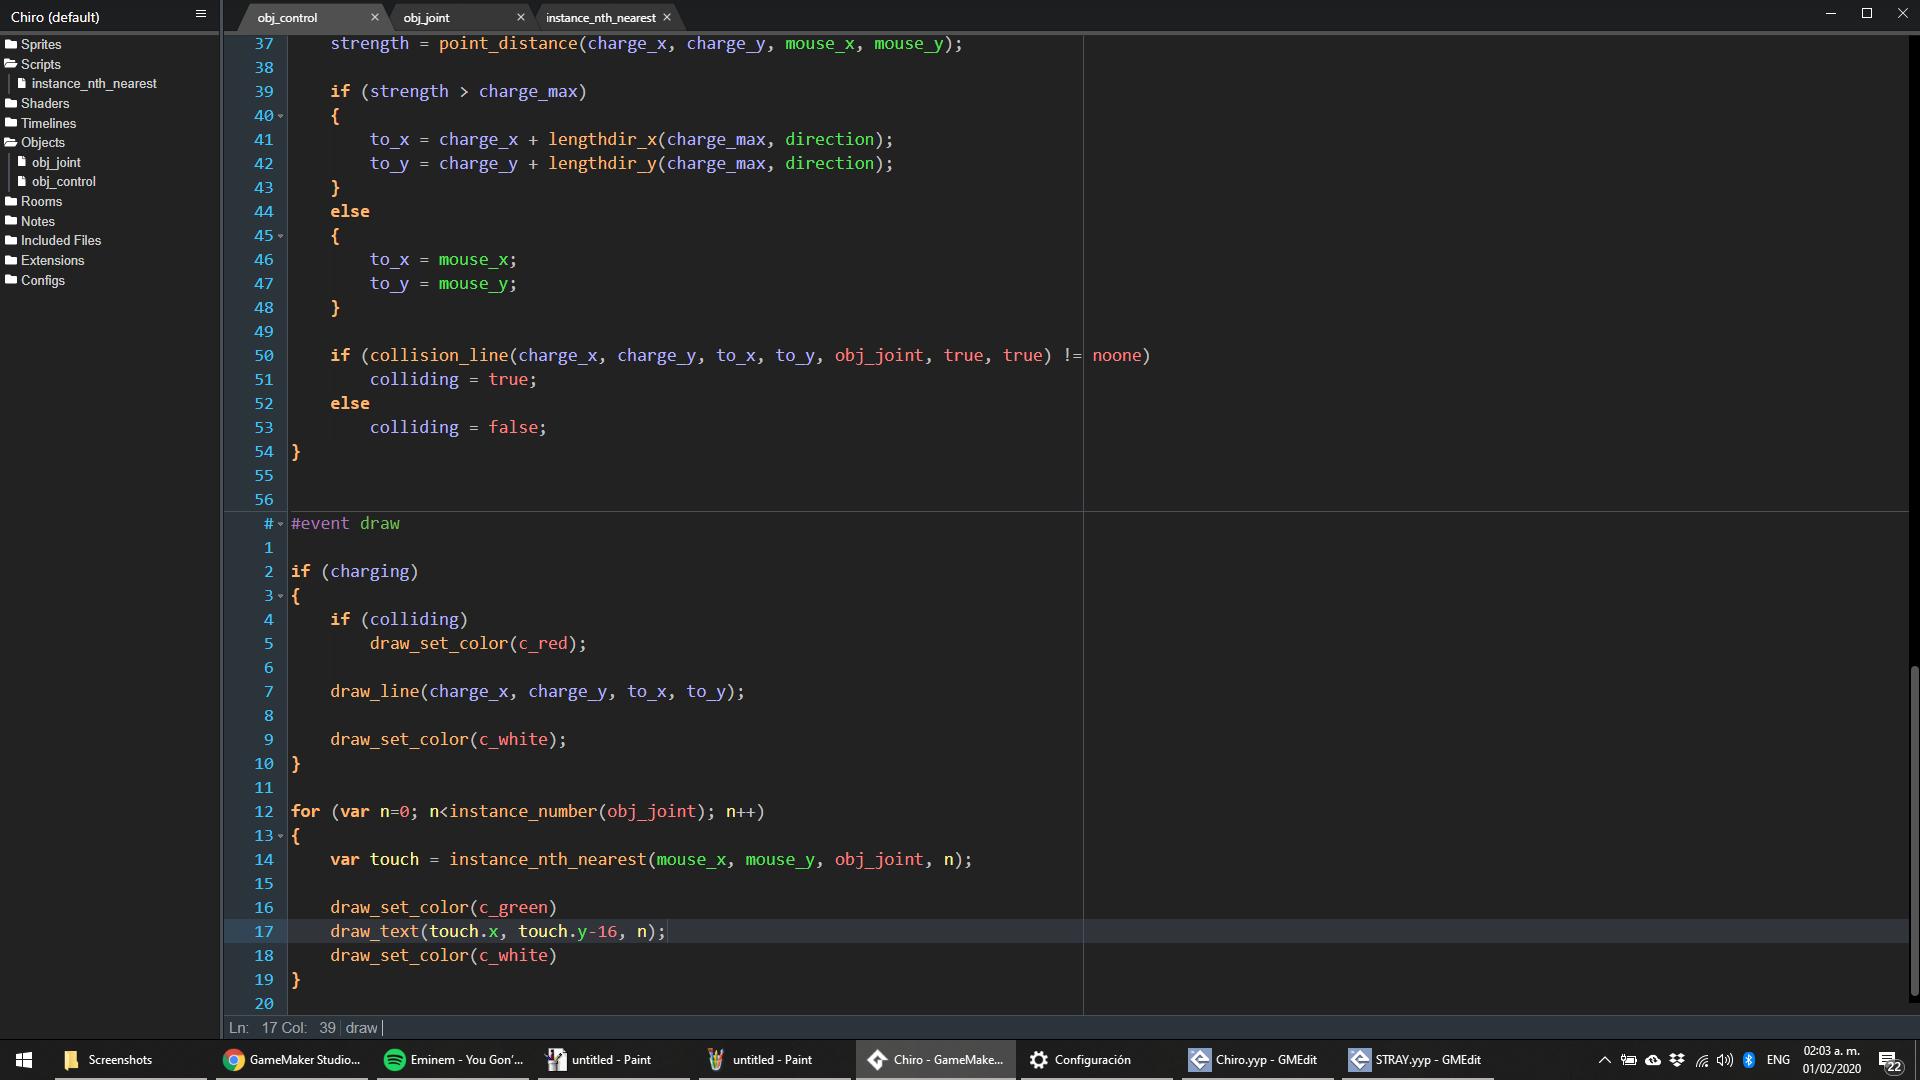 Chiro (default)
obj_control
obj_joint
instance_nth_nearest
Sprites
Scripts
instance_nth_nearest
Shaders
Timelines
Objects
obj_joint
obj_control
Rooms
Notes
Included Files
Extensions
Configs
37 strength = point_distance(charge_x, charge_y, mouse_x, mouse_y);
38
39 if (strength > charge_max)
40 {
41 to_x = charge_x + lengthdir_x(charge_max, direction);
42 to_y = charge_y + lengthdir_y(charge_max, direction);
43 }
44 else
45 {
46 to_x = mouse_x;
47 to_y = mouse_y;
48 }
49
50 if (collision_line(charge_x, charge_y, to_x, to_y, obj_joint, true, true) != noone)
51 colliding = true;
52 else
53 colliding = false;
54 }
55
56
# #event draw
1
2 if (charging)
3 {
4 if (colliding)
5 draw_set_color(c_red);
6
7 draw_line(charge_x, charge_y, to_x, to_y);
8
9 draw_set_color(c_white);
10 }
11
12 for (var n=0; n<instance_number(obj_joint); n++)
13 {
14 var touch = instance_nth_nearest(mouse_x, mouse_y, obj_joint, n);
15
16 draw_set_color(c_green)
17 draw_text(touch.x, touch.y-16, n);
18 draw_set_color(c_white)
19 }
20
Ln: 17 Col: 39 draw
Screenshots
GameMaker Studio...
Eminem - You Gon'...
untitled - Paint
untitled - Paint
Chiro - GameMake...
Configuración
Chiro.yyp - GMEdit
STRAY.yyp - GMEdit
ENG
02:03 a. m.
01/02/2020
22